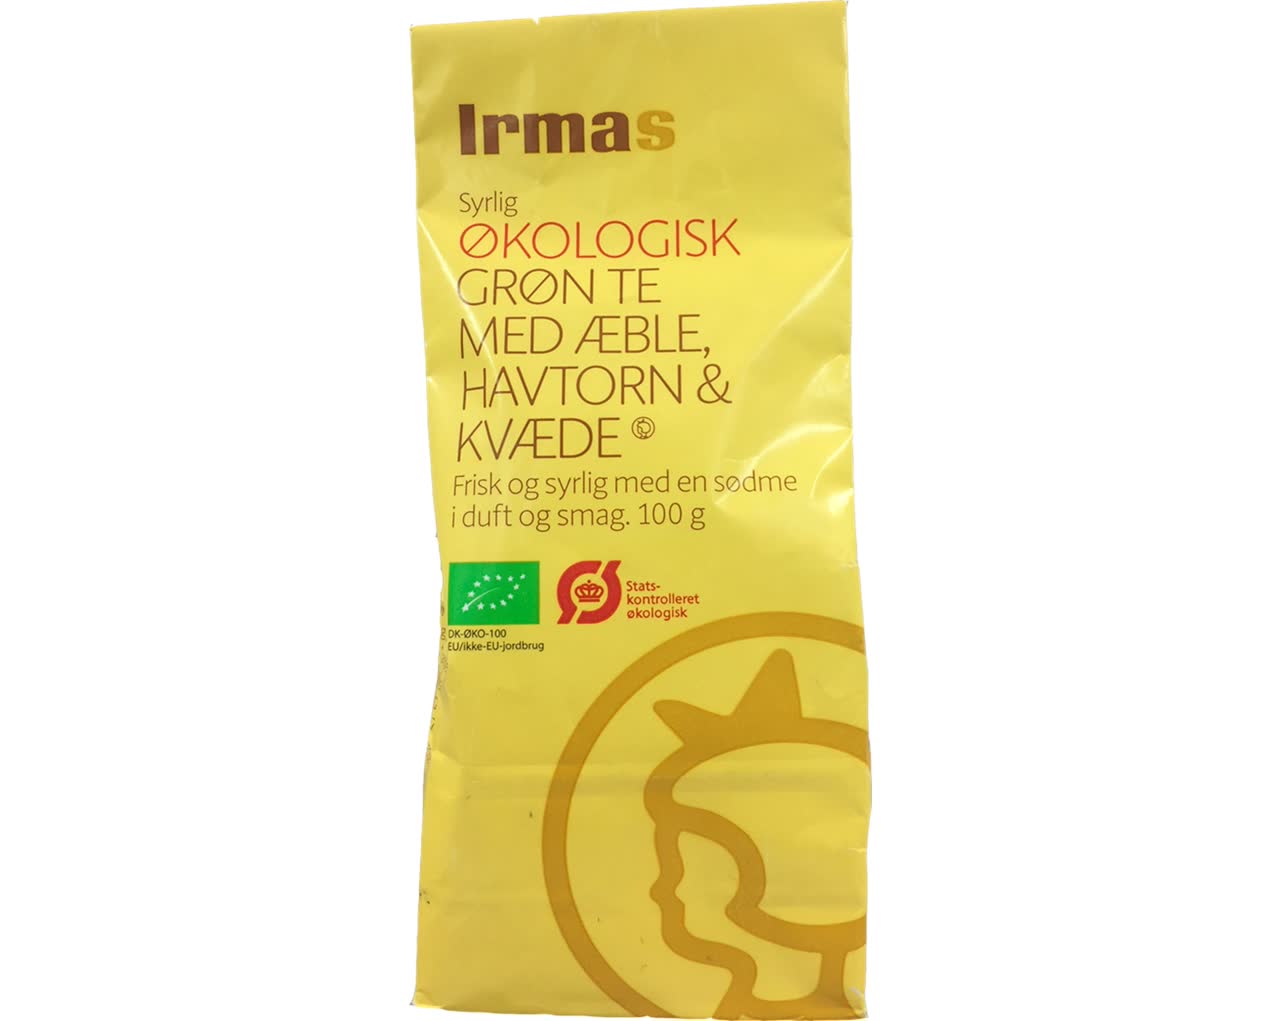 Irmas
Syrlig
ØKOLOGISK
GRØN TE
MED ÆBLE,
HAVTORN &
KVÆDE
Frisk og syrlig med en sødme
i duft og smag. 100 g
Stats-
kontrolleret
økologisk
DK-ØKO-100
EU/ikke-EU-jordbrug